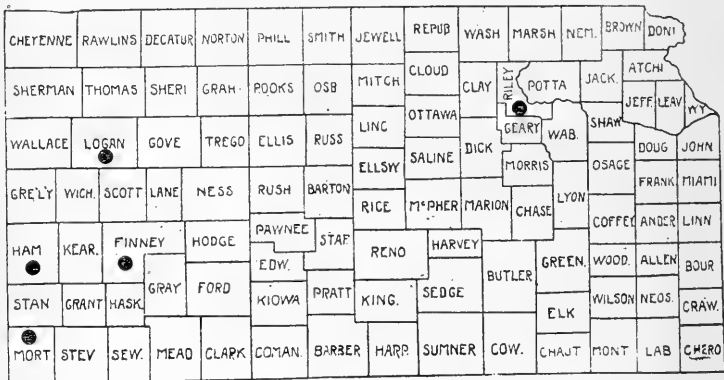 CHEYENNE RAWLINS DECATUR NORTON PHILL SMITH JEWELL REPUB WASH MARSH NEM. BROWN DONI
SHERMAN THOMAS SHERI GRAH. ROOKS OSB MITCH CLOUD CLAY RILEY POTTA JACK. ATCHI
JEFF. LEAV WY
WALLACE LOGAN GOVE TREGO ELLIS RUSS LINC OTTAWA DICK GEARY WAB. SHAW DOUG JOHN
ELLSW SALINE MORRIS OSAGE
GRE'LY WICH. SCOTT LANE NESS RUSH BARTON RICE McPHER MARION CHASE LYON FRANK MIAMI
HAM KEAR. FINNEY HODGE PAWNEE STAF RENO HARVEY COFFEY ANDER LINN
EDW. BUTLER GREEN. WOOD. ALLEN BOUR
STAN GRANT HASK. GRAY FORD KIOWA PRATT KING. SEDGE ELK WILSON NEOS. CRAW.
MORT STEV SEW. MEAD CLARK COMAN. BARBER HARP. SUMNER COW. CHAUT MONT LAB CHERO